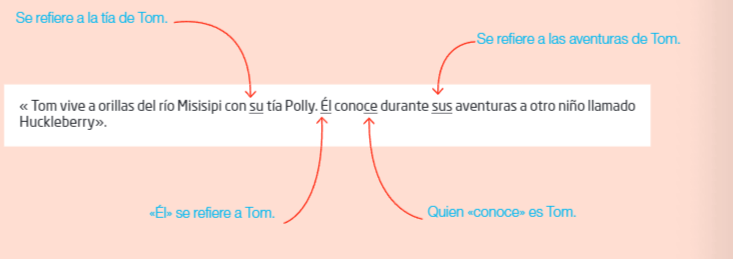 Se refiere a la tía de Tom.
Se refiere a las aventuras de Tom.
« Tom vive a orillas del río Misisipi con su tía Polly. Él conoce durante sus aventuras a otro niño llamado
Huckleberry».
«Él» se refiere a Tom.
Quien «conoce» es Tom.